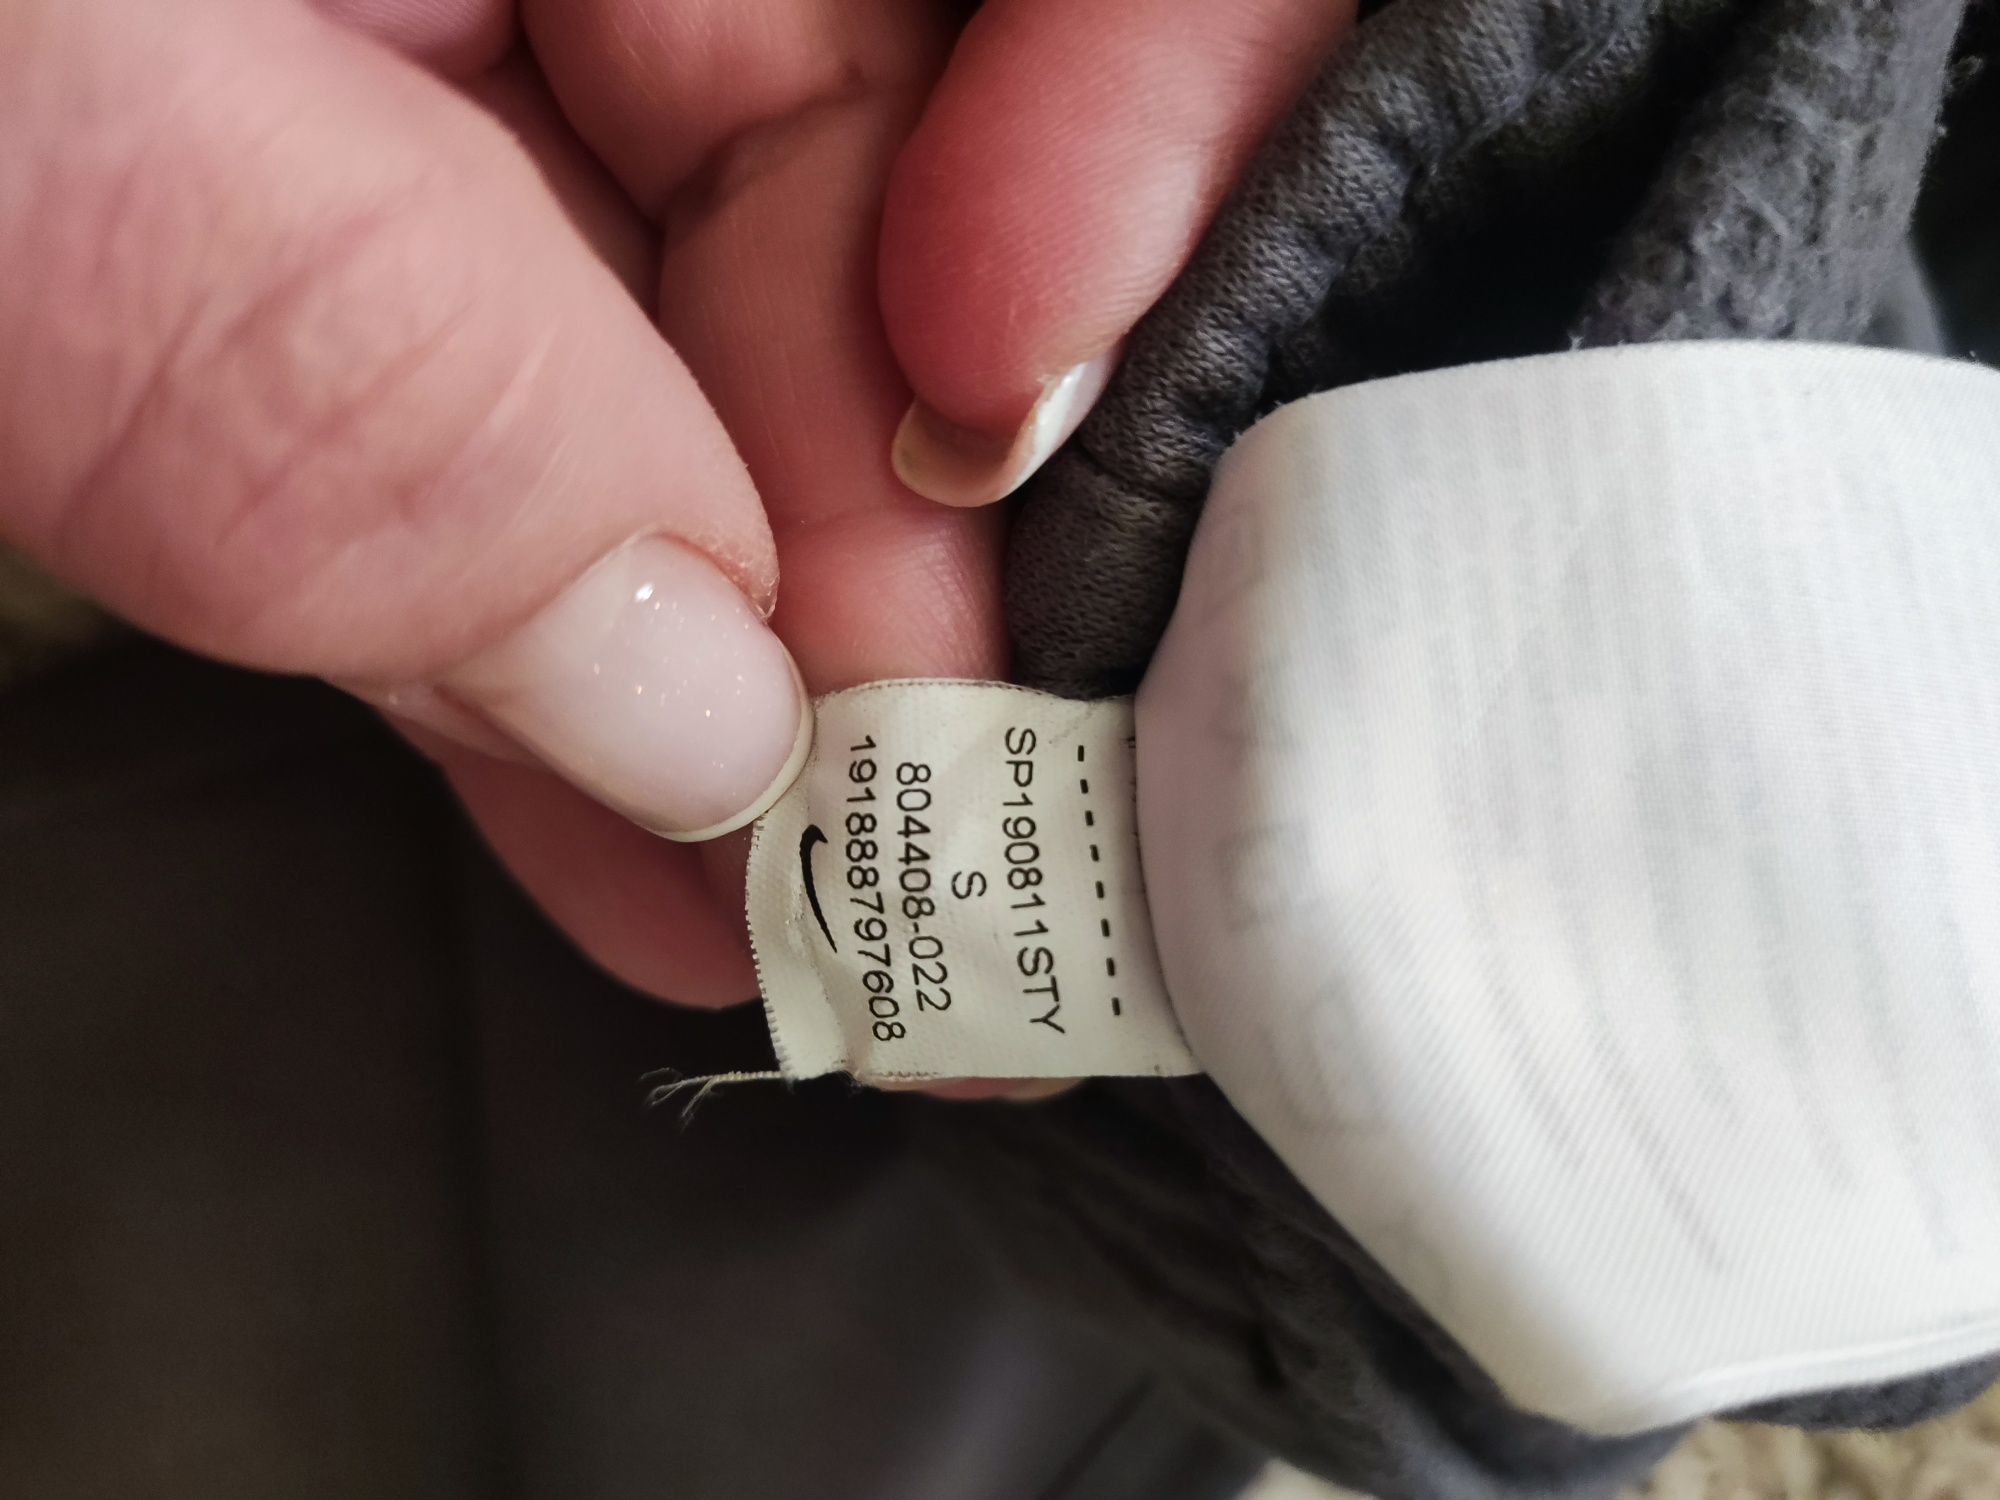 - - - - - - - -
SP190811STY
S
804408-022
191888797608